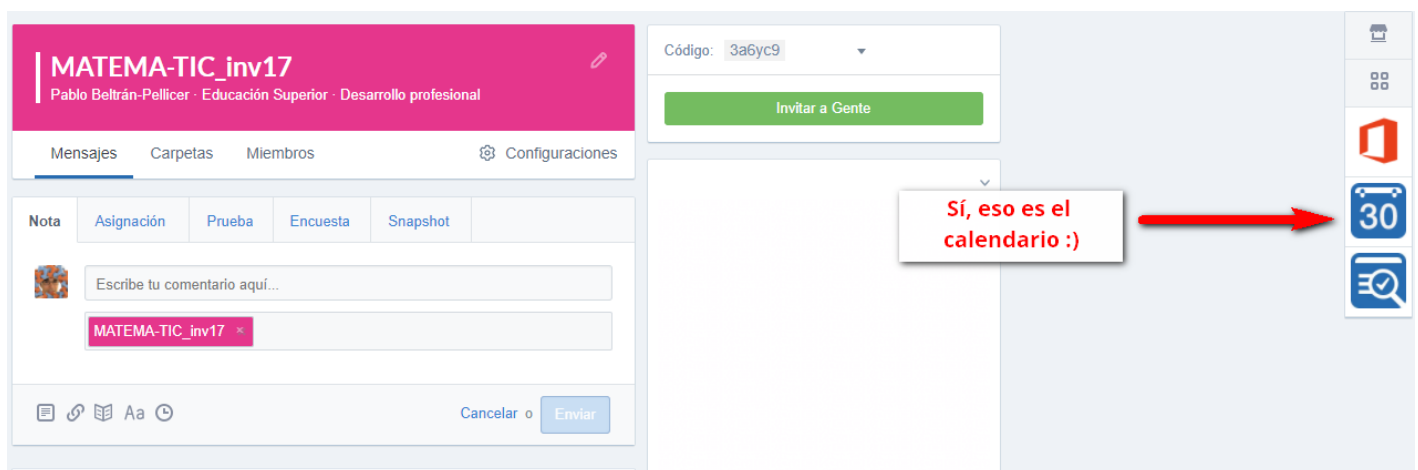 MATEMA-TIC_inv17
Pablo Beltrán-Pellicer · Educación Superior · Desarrollo profesional
Mensajes Carpetas Miembros Configuraciones
Nota Asignación Prueba Encuesta Snapshot
Escribe tu comentario aquí...
MATEMA-TIC_inv17 ×
Aa
Cancelar o Enviar
Código: 3a6yc9
Invitar a Gente
Sí, eso es el
calendario :)
30